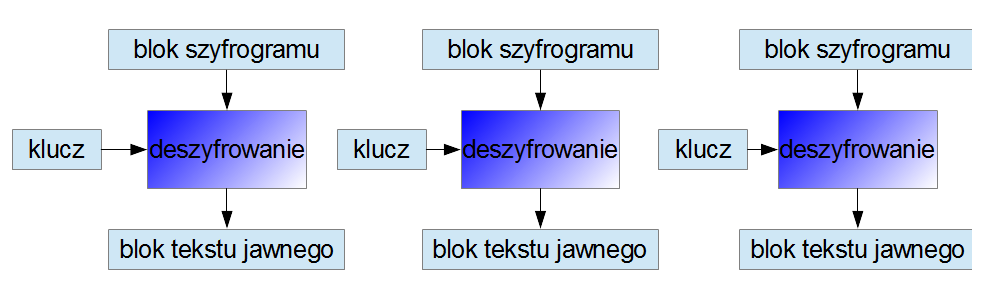 blok szyfrogramu
blok szyfrogramu
blok szyfrogramu
klucz
deszyfrowanie
klucz
deszyfrowanie
klucz
deszyfrowanie
blok tekstu jawnego
blok tekstu jawnego
blok tekstu jawnego